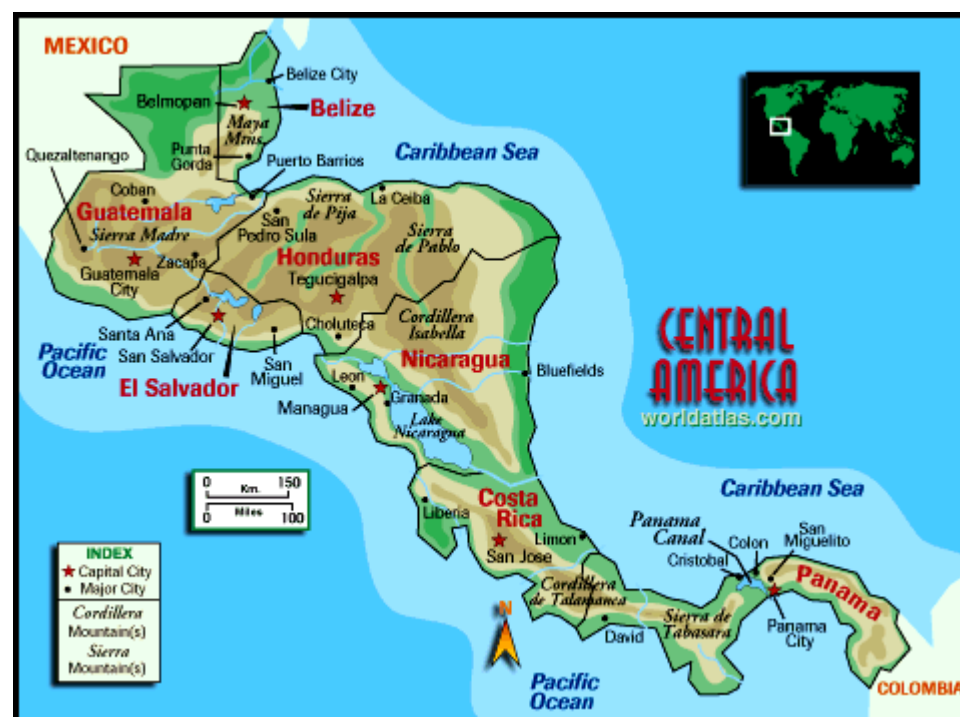 MEXICO
Belize City
Belmopan
Belize
Maya
Mtns.
Punta
Gorda
Quezaltenango
Puerto Barrios
Caribbean Sea
Coban
Guatemala
Sierra Madre
Sierra
de Pija
La Ceiba
San
Pedro Sula
Sierra
de Pablo
Honduras
Tegucigalpa
Zacapa
Guatemala
City
Santa Ana
San Salvador
Choluteca
Cordillera
Isabella
Pacific
Ocean
El Salvador
San
Miguel
Nicaragua
Leon
Managua
Granada
Bluefields
Lake
Nicaragua
CENTRAL
AMERICA
worldatlas.com
0 150
Km.
Miles
0 100
Costa
Rica
Liberia
Limon
San Jose
Caribbean Sea
Panama
Canal
San
Miguelito
Colon
Cristobal
Panama
Cordillera
de Talamanca
Sierra de
Tabasara
Panama
City
David
N
Pacific
Ocean
COLOMBIA
INDEX
Capital City
Major City
Cordillera
Mountain(s)
Sierra
Mountain(s)